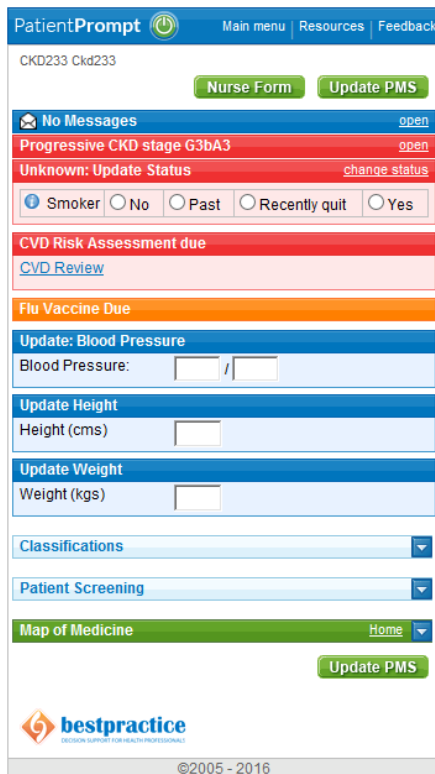 PatientPrompt Main menu | Resources | Feedback
CKD233 Ckd233
Nurse Form Update PMS
No Messages open
Progressive CKD stage G3bA3 open
Unknown: Update Status change status
Smoker No Past Recently quit Yes
CVD Risk Assessment due
CVD Review
Flu Vaccine Due
Update: Blood Pressure
Blood Pressure: /
Update Height
Height (cms)
Update Weight
Weight (kgs)
Classifications
Patient Screening
Map of Medicine Home
Update PMS
bestpractice
DECISION SUPPORT FOR HEALTH PROFESSIONALS
©2005 - 2016